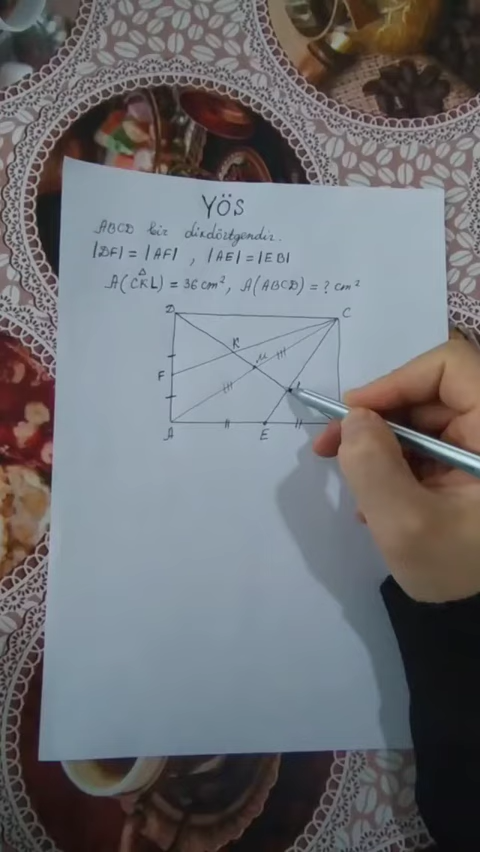 YÖS
ABCD bir dikdörtgendir.
|DF| = |AF| , |AE| = |EB|
A(CKL) = 36 cm², A(ABCD) = ? cm²
D C
K M
F
A E